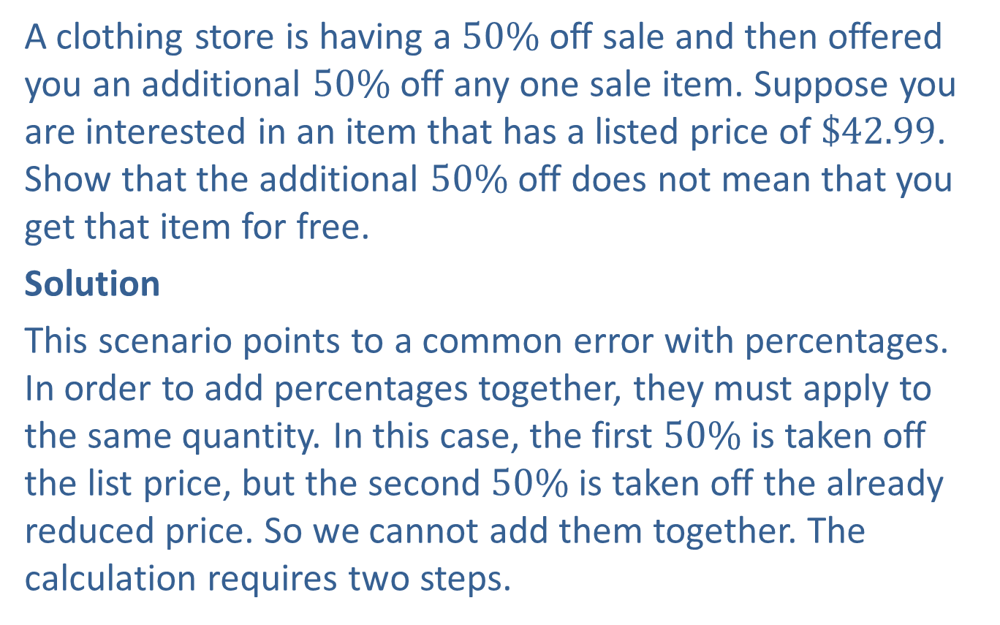 A clothing store is having a 50% off sale and then offered
you an additional 50% off any one sale item. Suppose you
are interested in an item that has a listed price of $42.99.
Show that the additional 50% off does not mean that you
get that item for free.
Solution
This scenario points to a common error with percentages.
In order to add percentages together, they must apply to
the same quantity. In this case, the first 50% is taken off
the list price, but the second 50% is taken off the already
reduced price. So we cannot add them together. The
calculation requires two steps.